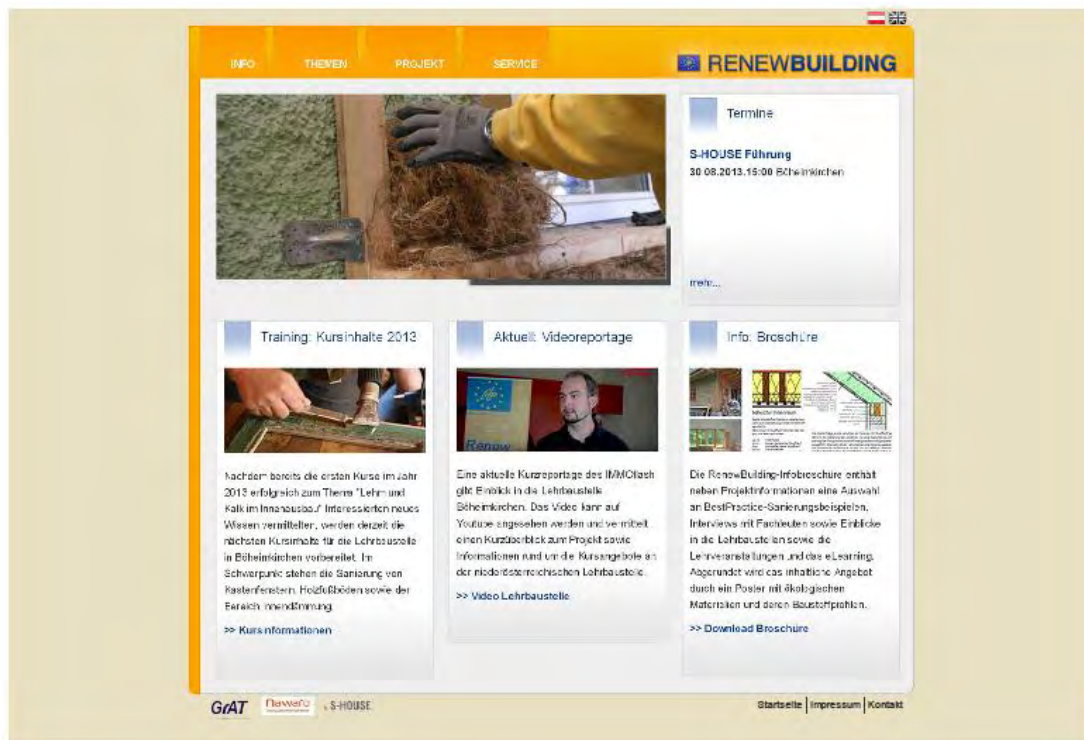 INFO THEMEN PROJEKT SERVICE
RENEWBUILDING
Termine
S-HOUSE Führung
30.08.2013.15:00 Böheimkirchen
mehr...
Training: Kursinhalte 2013
Nachdem bereits die ersten Kurse im Jahr
2013 erfolgreich zum Thema "Lehm und
Kalk im Innenausbau" Interessierten neues
Wissen vermittelten, werden derzeit die
nächsten Kursinhalte für die Lehrbaustelle
in Böheimkirchen vorbereitet. Im
Schwerpunkt stehen die Sanierung von
Kastenfenstern, Holzfußböden sowie der
Bereich Innendämmung.
>> Kursinformationen
Aktuell: Videoreportage
Renew
Eine aktuelle Kurzreportage des IMMOflash
gibt Einblick in die Lehrbaustelle
Böheimkirchen. Das Video kann auf
Youtube angesehen werden und vermittelt
einen Kurzüberblick zum Projekt sowie
Informationen rund um die Kursangebote an
der niederösterreichischen Lehrbaustelle.
>> Video Lehrbaustelle
Info: Broschüre
Die RenewBuilding-Infobroschüre enthält
neben Projektinformationen eine Auswahl
an BestPractice-Sanierungsbeispielen,
Interviews mit Fachleuten sowie Einblicke
in die Lehrbaustellen sowie die
Lehrveranstaltungen und das eLearning.
Abgerundet wird das inhaltliche Angebot
durch ein Poster mit ökologischen
Materialien und deren Baustoffprofilen.
>> Download Broschüre
GrAT nawaro S-HOUSE
Startseite | Impressum | Kontakt